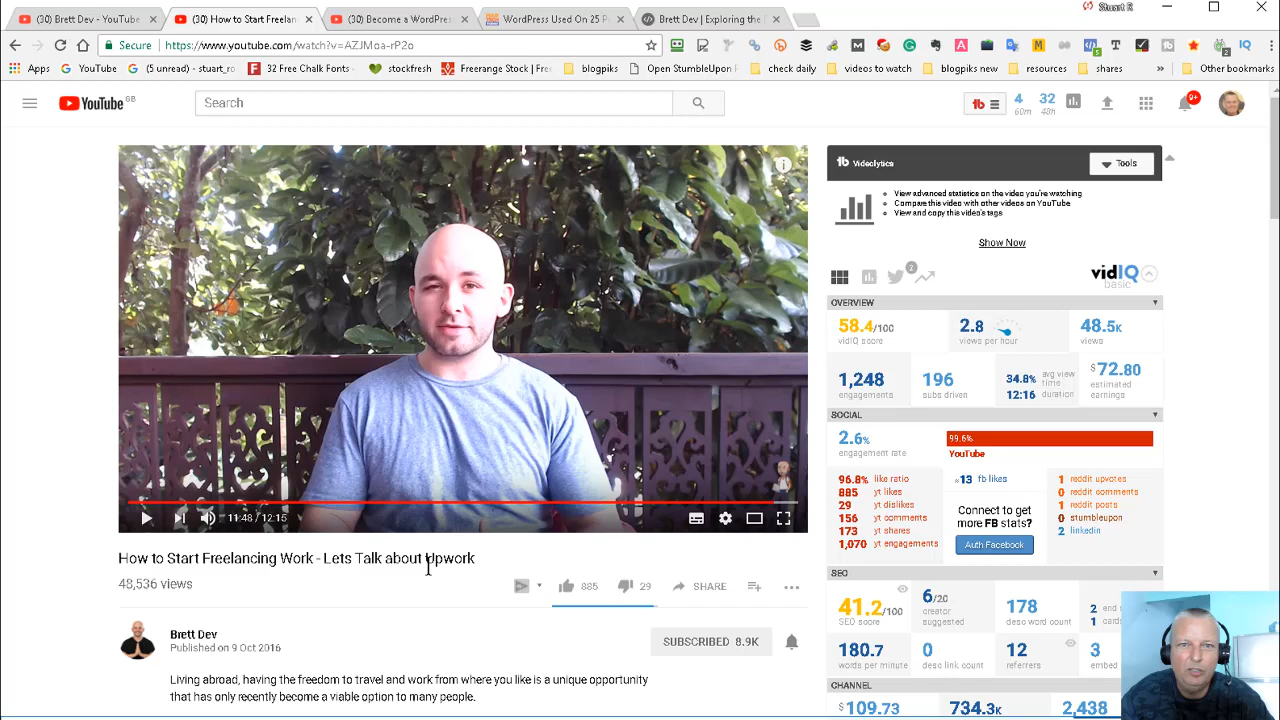 (30) Brett Dev - YouTube
(30) How to Start Freelan
(30) Become a WordPres
WordPress Used On 25 P
Brett Dev | Exploring the
Stuart R
Secure
https://www.youtube.com/watch?v=AZJMoa-rP2o
Apps
YouTube
(5 unread) - stuart_ro
32 Free Chalk Fonts -
stockfresh
Freerange Stock | Free
blogpiks
Open StumbleUpon
check daily
videos to watch
blogpiks new
resources
shares
Other bookmarks
YouTube GB
Search
tb
4
60m
32
48h
9+
tb Videolytics
Tools
View advanced statistics on the video you're watching
Compare this video with other videos on YouTube
View and copy this video's tags
Show Now
2
vidIQ
basic
OVERVIEW
58.4/100
vidIQ score
2.8
views per hour
48.5k
views
1,248
engagements
196
subs driven
34.8% avg view time
12:16 duration
$72.80
estimated earnings
SOCIAL
2.6%
engagement rate
99.6%
YouTube
96.8% like ratio
885 yt likes
29 yt dislikes
156 yt comments
173 yt shares
1,070 yt engagements
13 fb likes
Connect to get
more FB stats?
Auth Facebook
1 reddit upvotes
0 reddit comments
1 reddit posts
0 stumbleupon
2 linkedin
11:48 / 12:15
How to Start Freelancing Work - Lets Talk about Upwork
48,536 views
885
29
SHARE
Brett Dev
Published on 9 Oct 2016
SUBSCRIBED 8.9K
Living abroad, having the freedom to travel and work from where you like is a unique opportunity
that has only recently become a viable option to many people.
SEO
41.2/100
SEO score
6/20
creator suggested
178
desc word count
2 end
1 cards
180.7
words per minute
0
desc link count
12
referrers
3
embed
CHANNEL
$109.73
734.3k
2,438